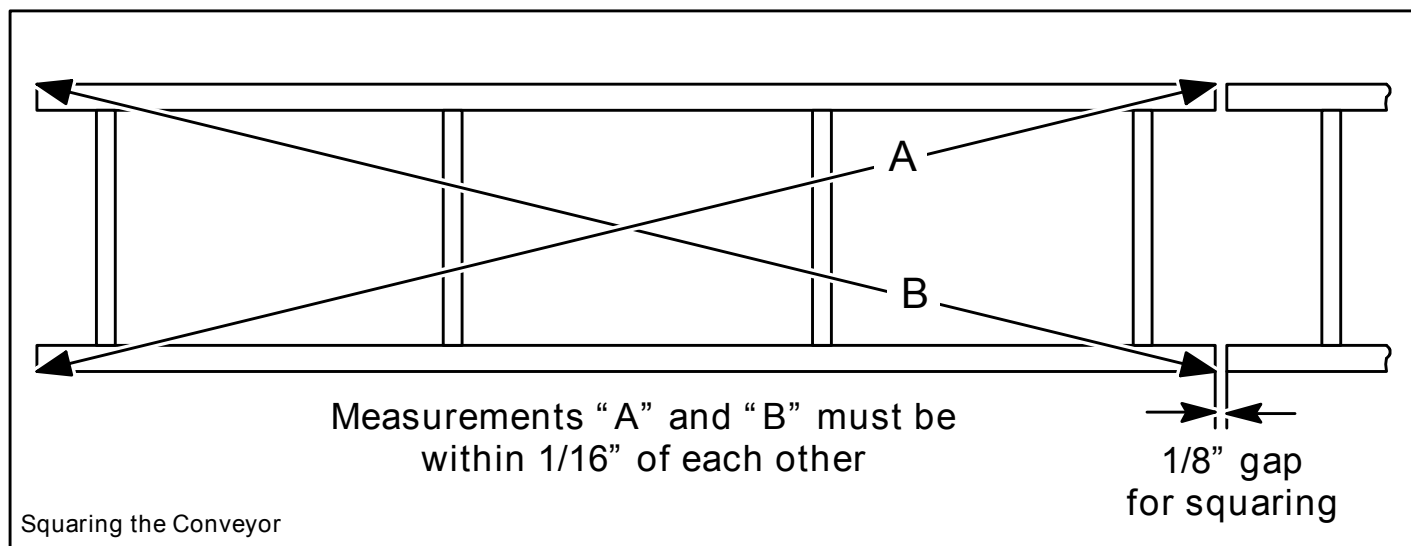 A
B
Measurements “A” and “B” must be
within 1/16” of each other
1/8” gap
for squaring
Squaring the Conveyor